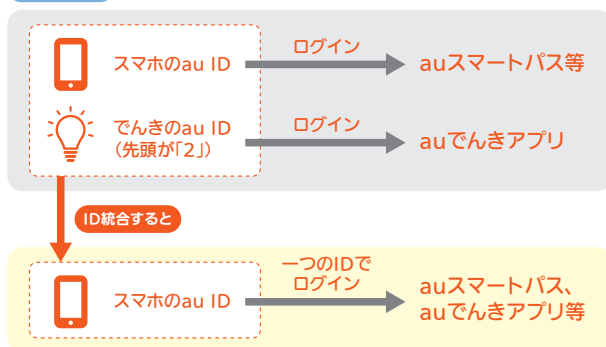 スマホのau ID
ログイン
auスマートパス等
でんきのau ID
(先頭が「2」)
ログイン
auでんきアプリ
ID統合すると
スマホのau ID
一つのIDで
ログイン
auスマートパス、
auでんきアプリ等